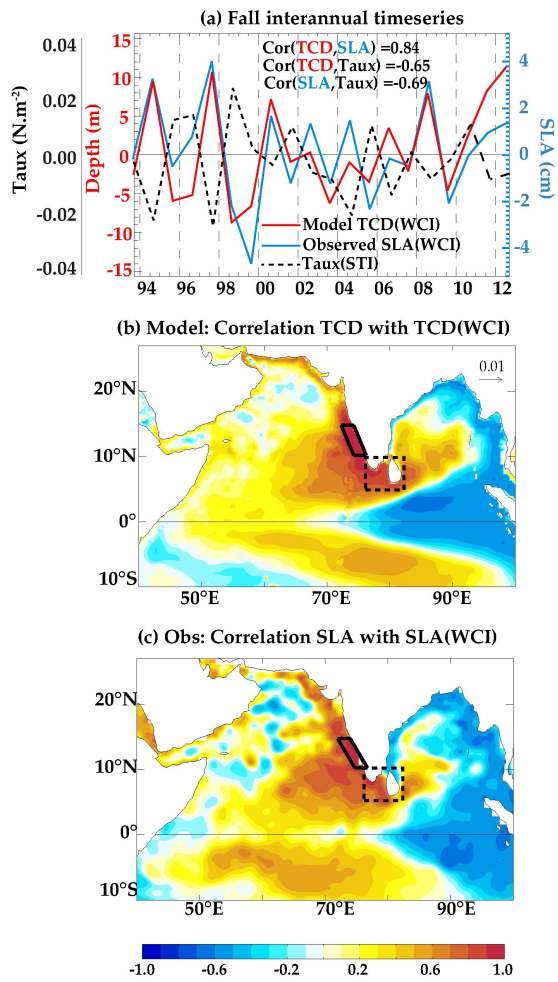 (a) Fall interannual timeseries
Cor(TCD,SLA) =0.84
Cor(TCD,Taux) =-0.65
Cor(SLA,Taux) =-0.69
Taux (N.m-2)
0.04
0.02
0.00
-0.02
-0.04
Depth (m)
15
10
5
0
-5
-10
-15
SLA (cm)
4
2
0
-2
-4
Model TCD(WCI)
Observed SLA(WCI)
Taux(STI)
94 96 98 00 02 04 06 08 10 12
(b) Model: Correlation TCD with TCD(WCI)
0.01
20°N
10°N
0°
10°S
50°E 70°E 90°E
(c) Obs: Correlation SLA with SLA(WCI)
20°N
10°N
0°
10°S
50°E 70°E 90°E
-1.0 -0.6 -0.2 0.2 0.6 1.0